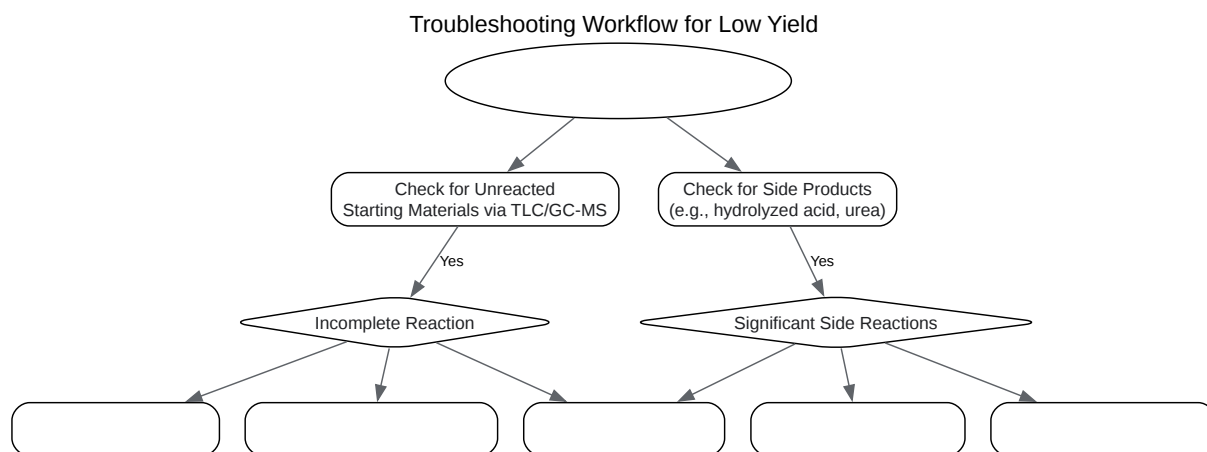 Troubleshooting Workflow for Low Yield
Check for Unreacted
Starting Materials via TLC/GC-MS
Check for Side Products
(e.g., hydrolyzed acid, urea)
Yes
Yes
Incomplete Reaction
Significant Side Reactions